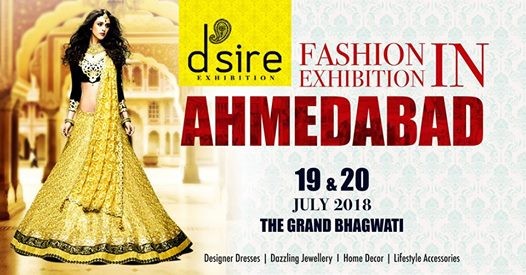 d'sire
EXHIBITION
FASHION
EXHIBITION IN
AHMEDABAD
19 & 20
JULY 2018
THE GRAND BHAGWATI
Designer Dresses | Dazzling Jewellery I Home Decor | Lifestyle Accessories